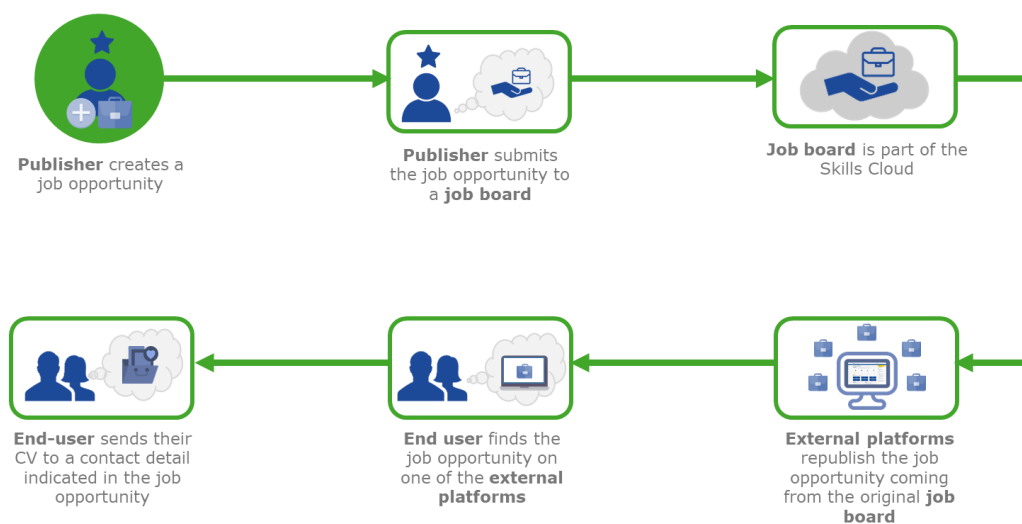 Publisher creates a
job opportunity
Publisher submits
the job opportunity to
a job board
Job board is part of the
Skills Cloud
End-user sends their
CV to a contact detail
indicated in the job
opportunity
End user finds the
job opportunity on
one of the external
platforms
External platforms
republish the job
opportunity coming
from the original job
board